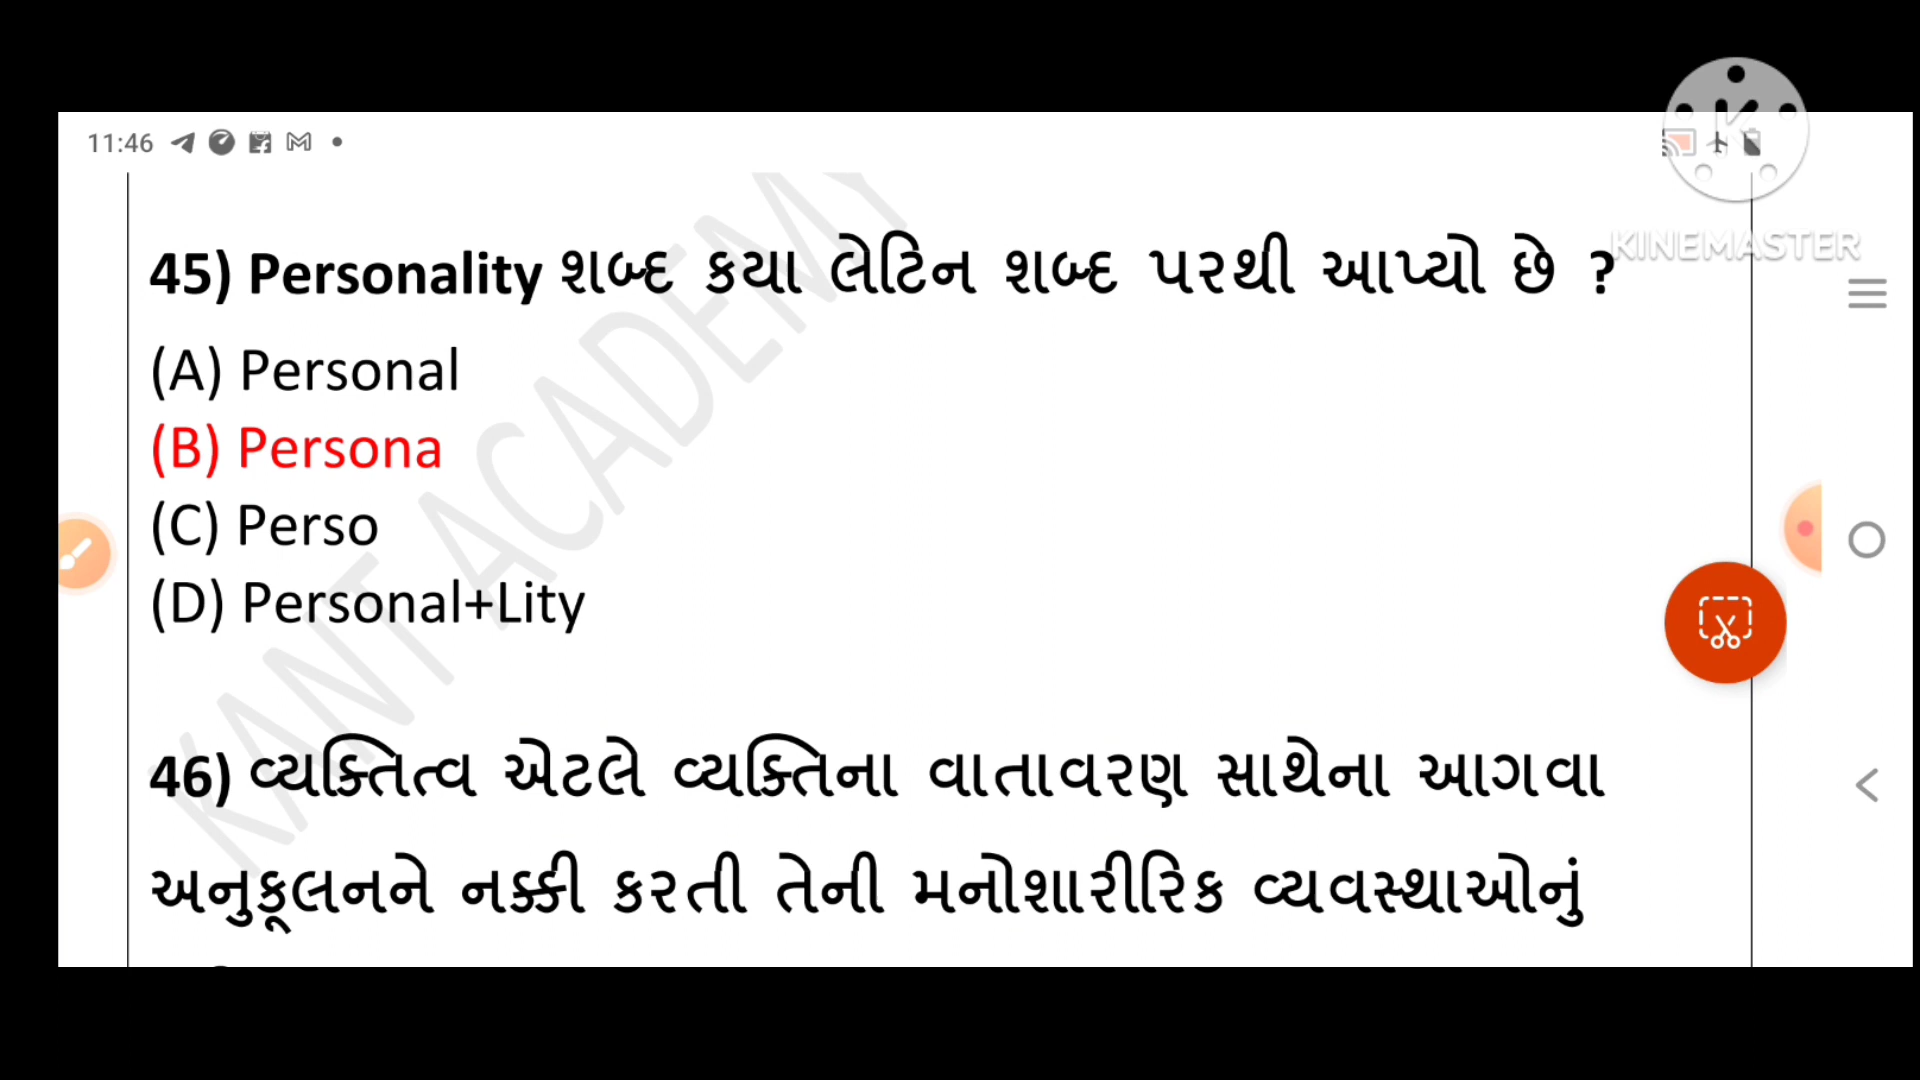 11:46
KINEMASTER
45) Personality શબ્દ કયા લેટિન શબ્દ પરથી આપ્યો છે ?
(A) Personal
(B) Persona
(C) Perso
(D) Personal+Lity
KANT ACADEMY
46) વ્યક્તિત્વ એટલે વ્યક્તિના વાતાવરણ સાથેના આગવા
અનુકૂલનને નક્કી કરતી તેની મનોશારીરિક વ્યવસ્થાઓનું